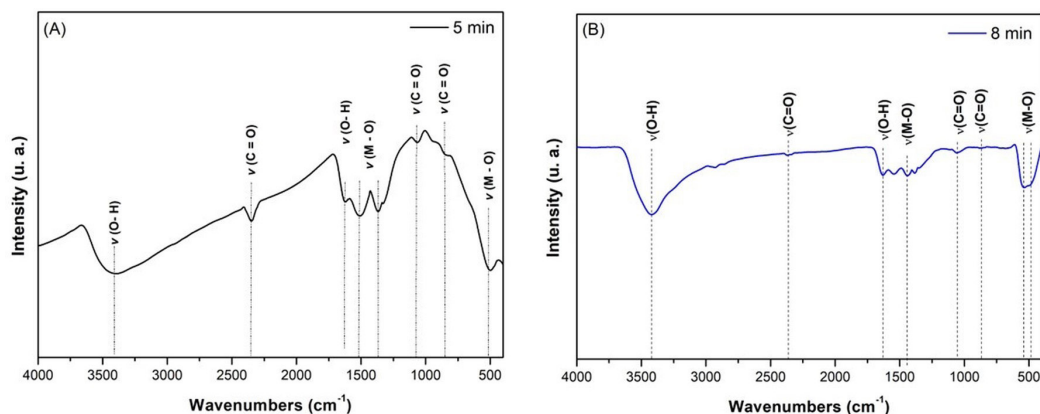 (A)
5 min
ν (O- H)
ν (C = O)
ν (O- H)
ν (M - O)
ν (C = O)
ν (C = O)
ν (M - O)
Intensity (u. a.)
4000 3500 3000 2500 2000 1500 1000 500
Wavenumbers (cm⁻¹)
(B)
8 min
ν(O-H)
ν(C=O)
ν(O-H)
ν(M-O)
ν(C=O)
ν(C=O)
ν(M-O)
Intensity (u. a.)
4000 3500 3000 2500 2000 1500 1000 500
Wavenumbers (cm⁻¹)